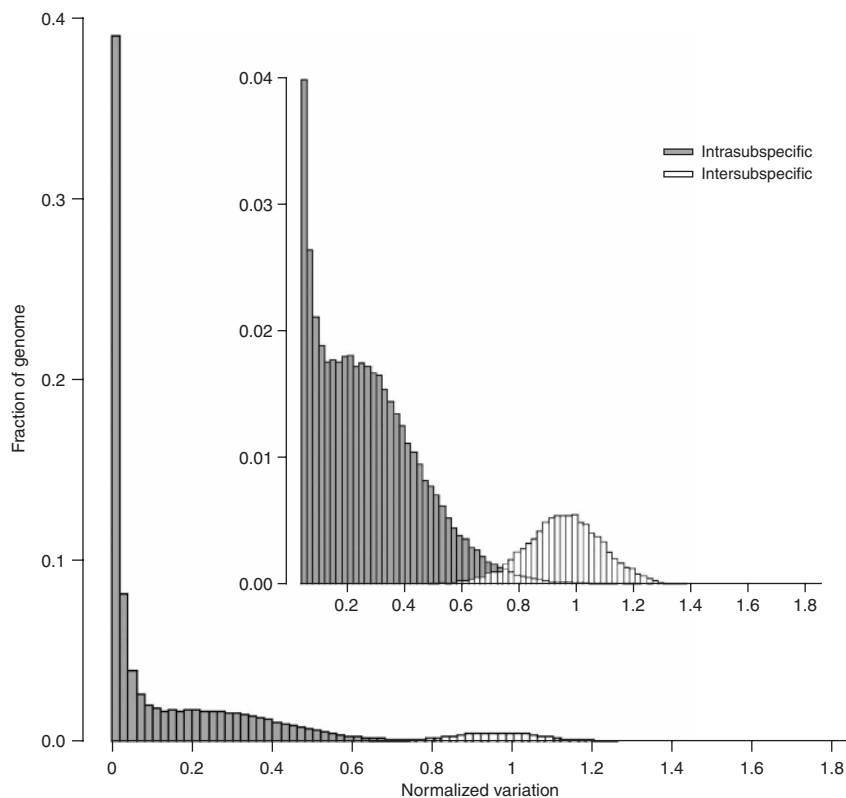 0.4
0.3
0.2
0.1
0.0
Fraction of genome
0.04
0.03
0.02
0.01
0.00
0.2 0.4 0.6 0.8 1 1.2 1.4 1.6 1.8
Intrasubspecific
Intersubspecific
0 0.2 0.4 0.6 0.8 1 1.2 1.4 1.6 1.8
Normalized variation